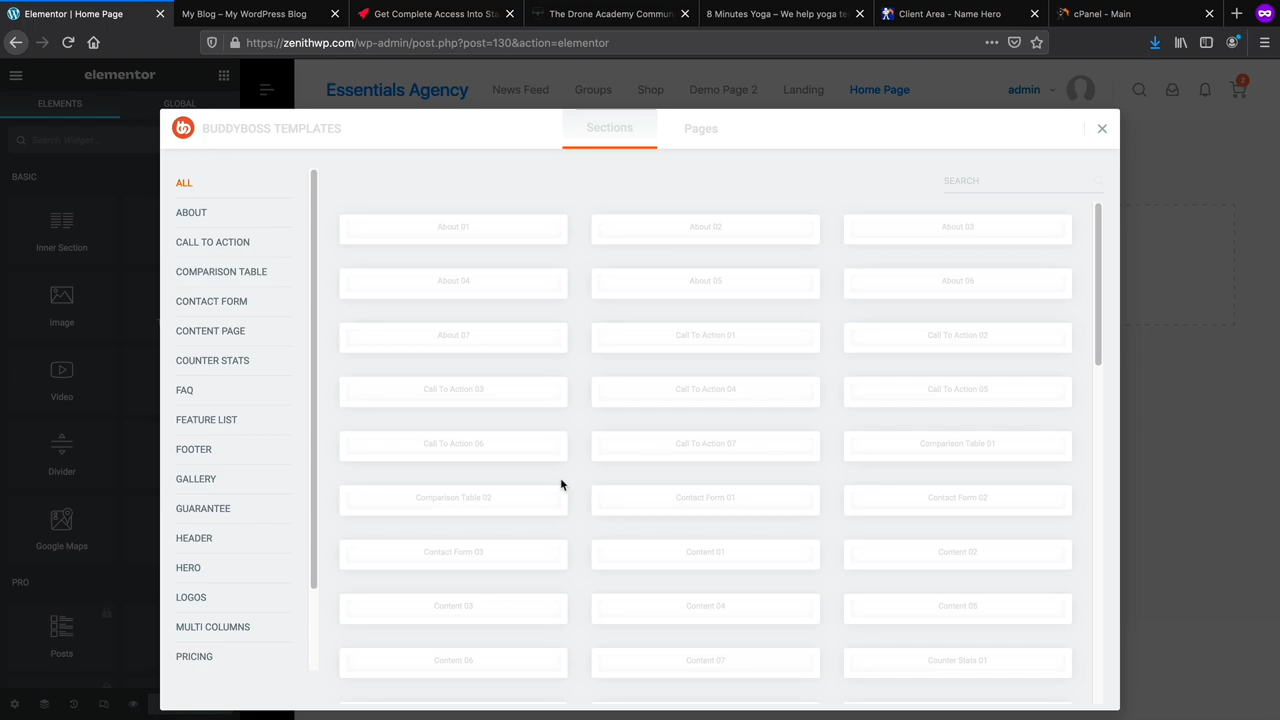 Elementor | Home Page
My Blog – My WordPress Blog
Get Complete Access Into Sta
The Drone Academy Commun
8 Minutes Yoga – We help yoga te
Client Area - Name Hero
cPanel - Main
https://zenithwp.com/wp-admin/post.php?post=130&action=elementor
elementor
Essentials Agency
News Feed
Groups
Shop
Demo Page 2
Landing
Home Page
admin
2
ELEMENTS
GLOBAL
Search Widget...
BASIC
Inner Section
Image
Video
Divider
Google Maps
PRO
Posts
BUDDYBOSS TEMPLATES
Sections
Pages
SEARCH
ALL
ABOUT
CALL TO ACTION
COMPARISON TABLE
CONTACT FORM
CONTENT PAGE
COUNTER STATS
FAQ
FEATURE LIST
FOOTER
GALLERY
GUARANTEE
HEADER
HERO
LOGOS
MULTI COLUMNS
PRICING
About 01
About 02
About 03
About 04
About 05
About 06
About 07
Call To Action 01
Call To Action 02
Call To Action 03
Call To Action 04
Call To Action 05
Call To Action 06
Call To Action 07
Comparison Table 01
Comparison Table 02
Contact Form 01
Contact Form 02
Contact Form 03
Content 01
Content 02
Content 03
Content 04
Content 05
Content 06
Content 07
Counter Stats 01